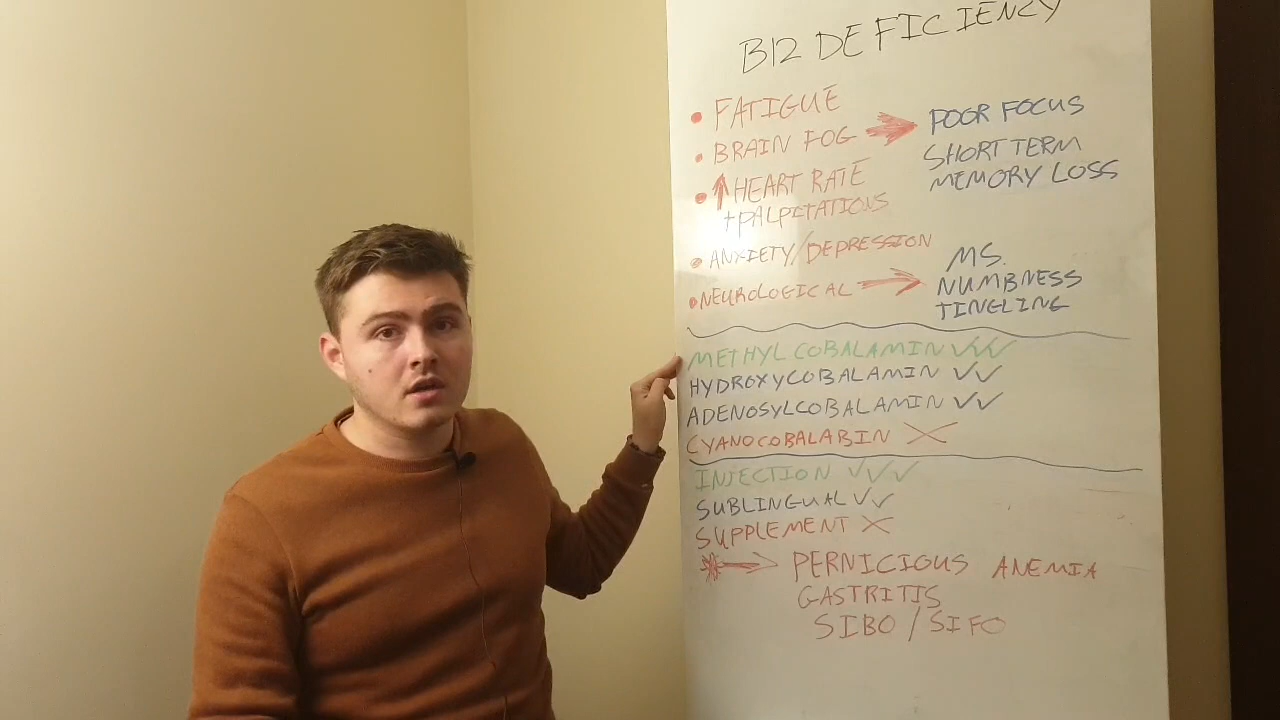 B12 DEFICIENCY
• FATIGUE
• BRAIN FOG → POOR FOCUS
SHORT TERM
MEMORY LOSS
• ↑ HEART RATE
+ PALPITATIONS
• ANXIETY/DEPRESSION
• NEUROLOGICAL → MS.
NUMBNESS
TINGLING
METHYLCOBALAMIN ✓✓✓
HYDROXYCOBALAMIN ✓✓
ADENOSYLCOBALAMIN ✓✓
CYANOCOBALABIN X
INJECTION ✓✓✓
SUBLINGUAL ✓✓
SUPPLEMENT X
* → PERNICIOUS ANEMIA
GASTRITIS
SIBO / SIFO